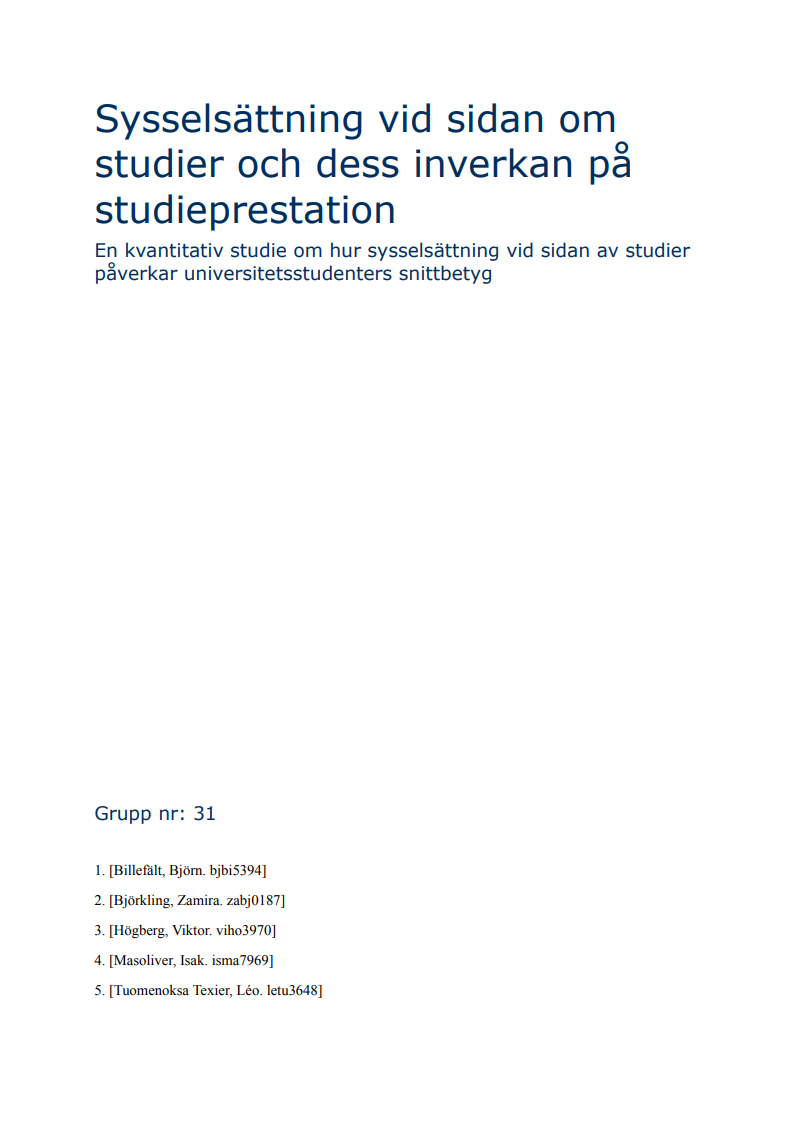 Sysselsättning vid sidan om
studier och dess inverkan på
studieprestation
En kvantitativ studie om hur sysselsättning vid sidan av studier
påverkar universitetsstudenters snittbetyg
Grupp nr: 31
1. [Billefält, Björn. bjbi5394]
2. [Björkling, Zamira. zabj0187]
3. [Högberg, Viktor. viho3970]
4. [Masoliver, Isak. isma7969]
5. [Tuomenoksa Texier, Léo. letu3648]